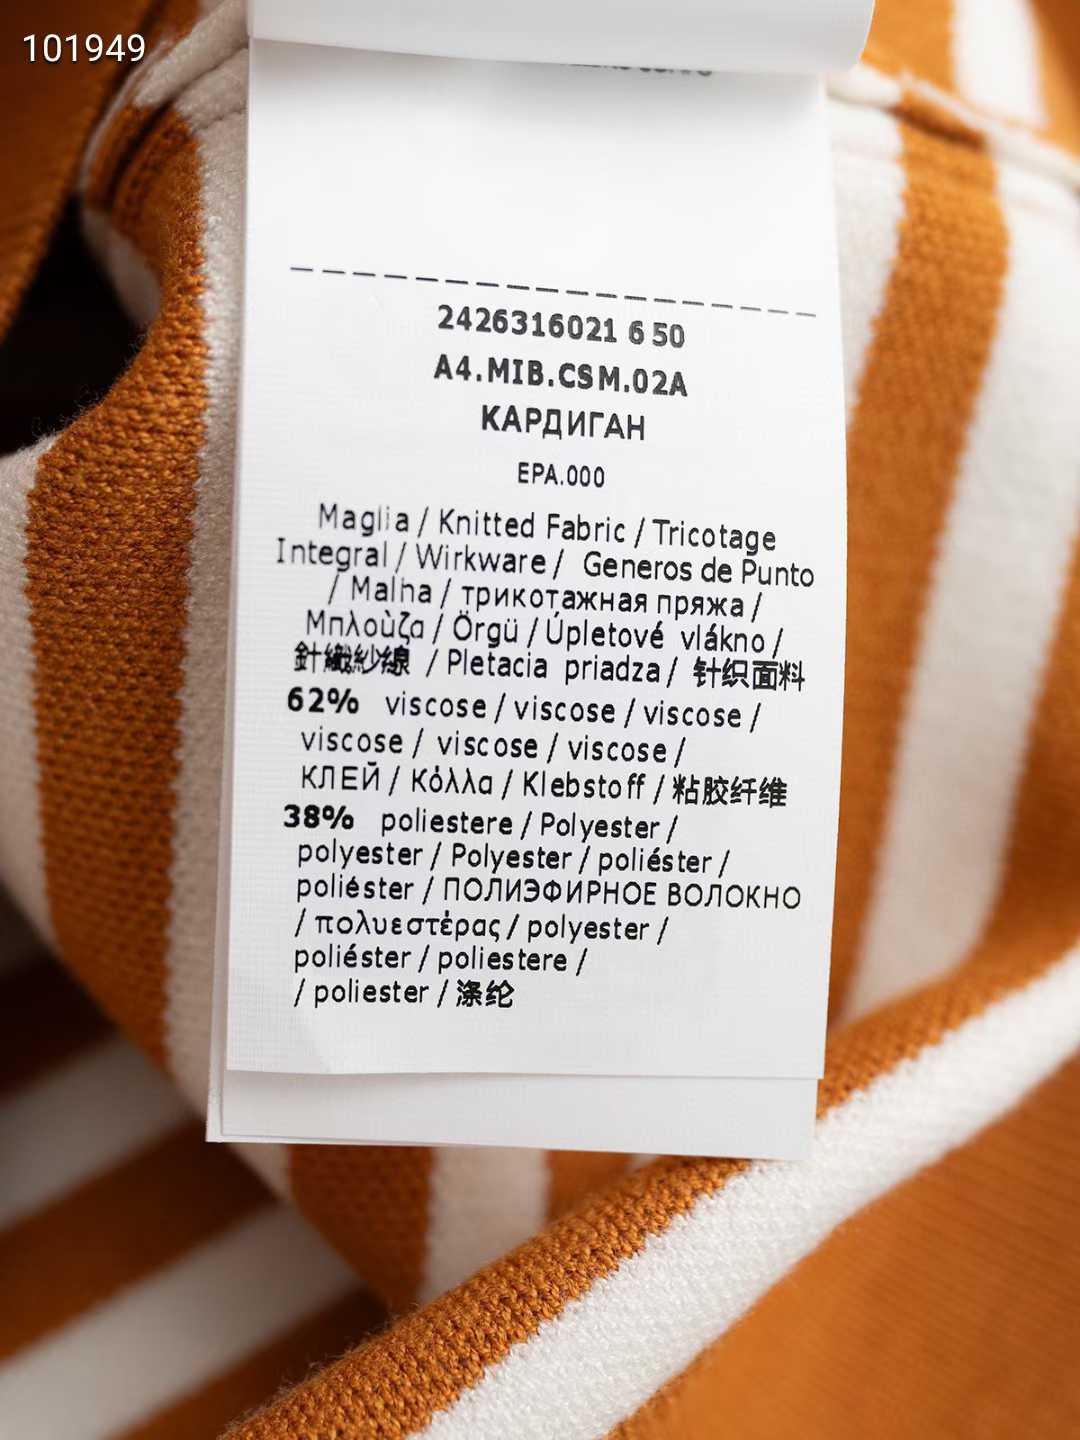 101949
2426316021 6 50
A4.MIB.CSM.02A
КАРДИГАН
EPA.000
Maglia / Knitted Fabric / Tricotage
Integral / Wirkware / Generos de Punto
/ Malha / трикотажная пряжа /
Μπλοὺζα / Örgü / Úpletové vlákno /
針織紗線 / Pletacia priadza / 针织面料
62% viscose / viscose / viscose /
viscose / viscose / viscose /
КЛЕЙ / Κόλλα / Klebstoff / 粘胶纤维
38% poliestere / Polyester /
polyester / Polyester / poliéster /
poliéster / ПОЛИЭФИРНОЕ ВОЛОКНО
/ πολυεστέρας / polyester /
poliéster / poliestere /
/ poliester / 涤纶